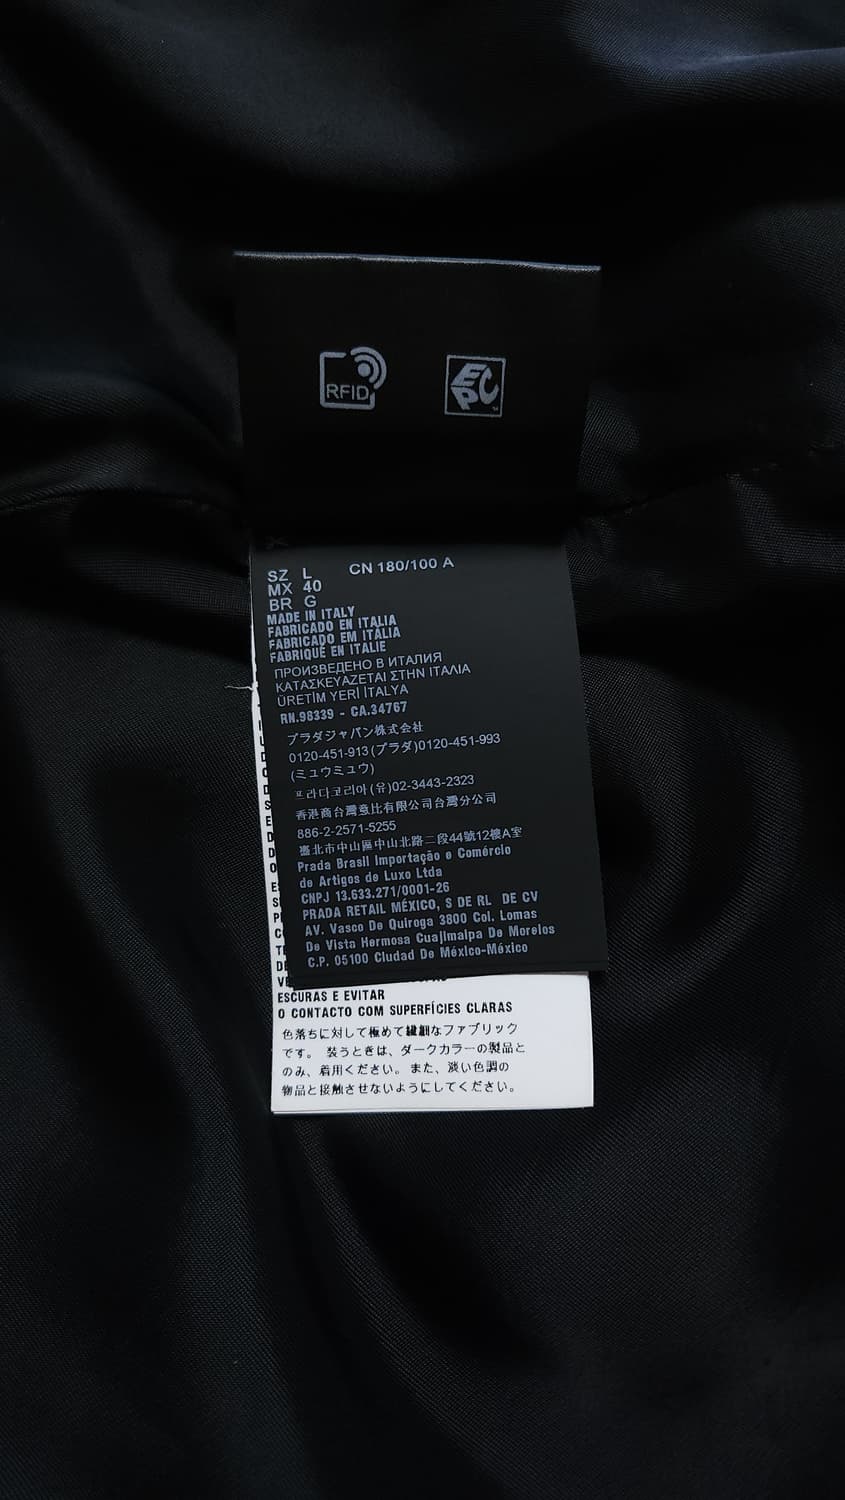 RFID
EPC
SZ L CN 180/100 A
MX 40
BR G
MADE IN ITALY
FABRICADO EN ITALIA
FABRICADO EM ITÁLIA
FABRIQUÉ EN ITALIE
ПРОИЗВЕДЕНО В ИТАЛИЯ
ΚΑΤΑΣΚΕΥΑΖΕΤΑΙ ΣΤΗΝ ΙΤΑΛΙΑ
ÜRETİM YERİ İTALYA
RN.98339 - CA.34767
プラダジャパン株式会社
0120-451-913(プラダ)0120-451-993
(ミュウミュウ)
프라다코리아(유)02-3443-2323
香港商台灣意比有限公司台灣分公司
886-2-2571-5255
臺北市中山區中山北路二段44號12樓A室
Prada Brasil Importação e Comércio
de Artigos de Luxo Ltda
CNPJ 13.633.271/0001-26
PRADA RETAIL MÉXICO, S DE RL DE CV
AV. Vasco De Quiroga 3800 Col. Lomas
De Vista Hermosa Cuajimalpa De Morelos
C.P. 05100 Ciudad De México-México
ESCURAS E EVITAR
O CONTACTO COM SUPERFÍCIES CLARAS
色落ちに対して極めて繊細なファブリック
です。 装うときは、ダークカラーの製品と
のみ、着用ください。また、淡い色調の
物品と接触させないようにしてください。